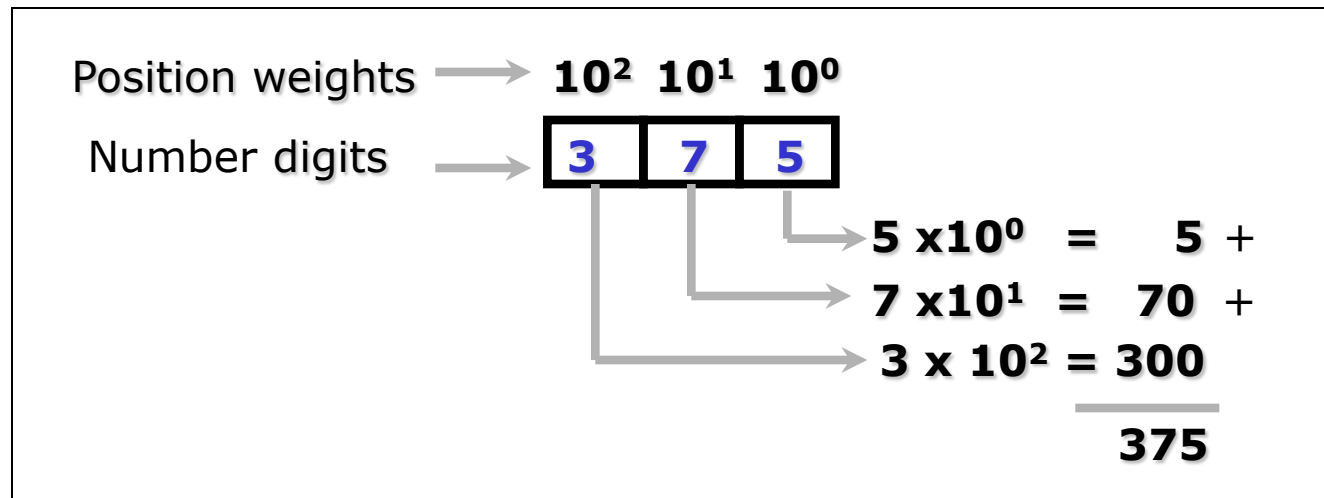 Position weights 10² 10¹ 10⁰
Number digits 3 7 5
5 x10⁰ = 5 +
7 x10¹ = 70 +
3 x 10² = 300
375